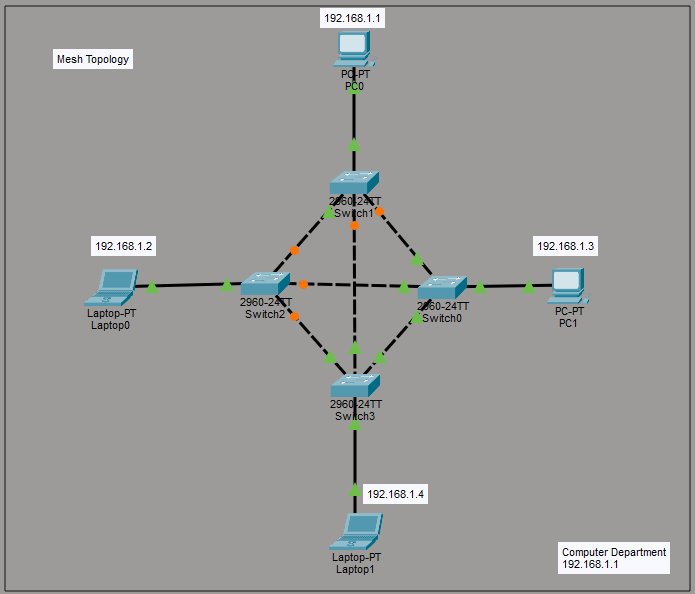 192.168.1.1
Mesh Topology
PC-PT
PC0
2960-24TT
Switch1
192.168.1.2
192.168.1.3
Laptop-PT
Laptop0
2960-24TT
Switch2
2960-24TT
Switch0
PC-PT
PC1
2960-24TT
Switch3
192.168.1.4
Laptop-PT
Laptop1
Computer Department
192.168.1.1